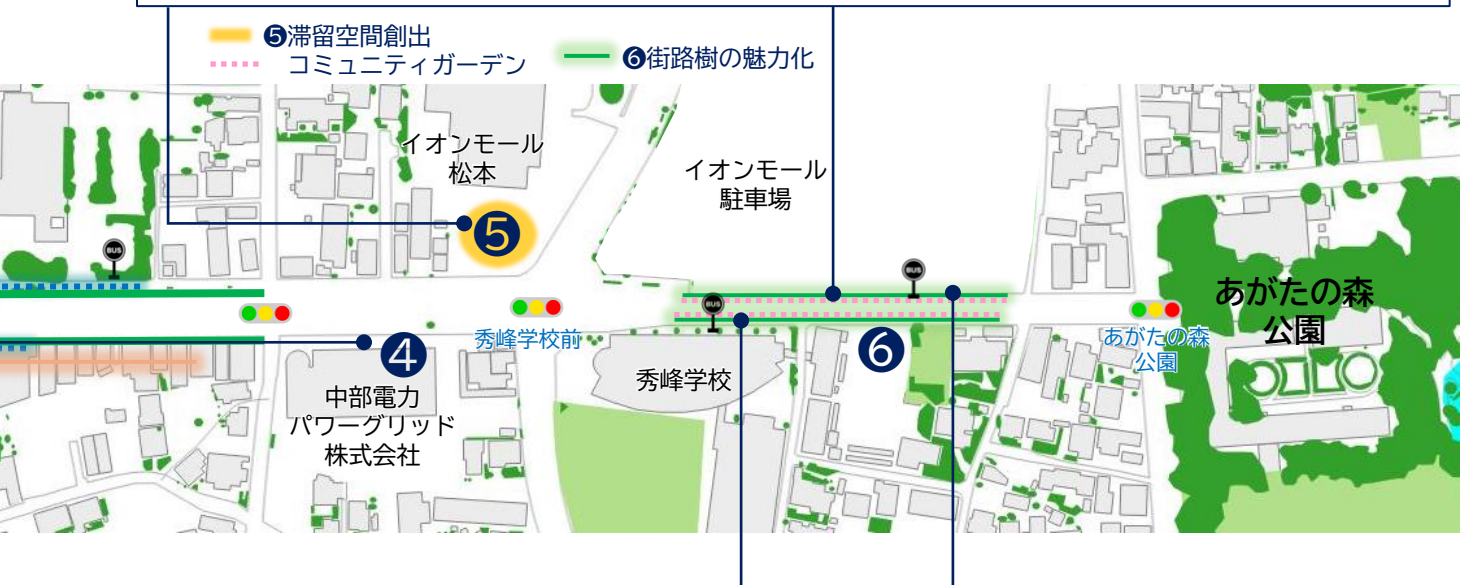 ❺滞留空間創出
コミュニティガーデン
❻街路樹の魅力化
イオンモール
松本
イオンモール
駐車場
❺
BUS
BUS
BUS
あがたの森
公園
秀峰学校前
❹
❻
あがたの森
公園
秀峰学校
中部電力
パワーグリッド
株式会社